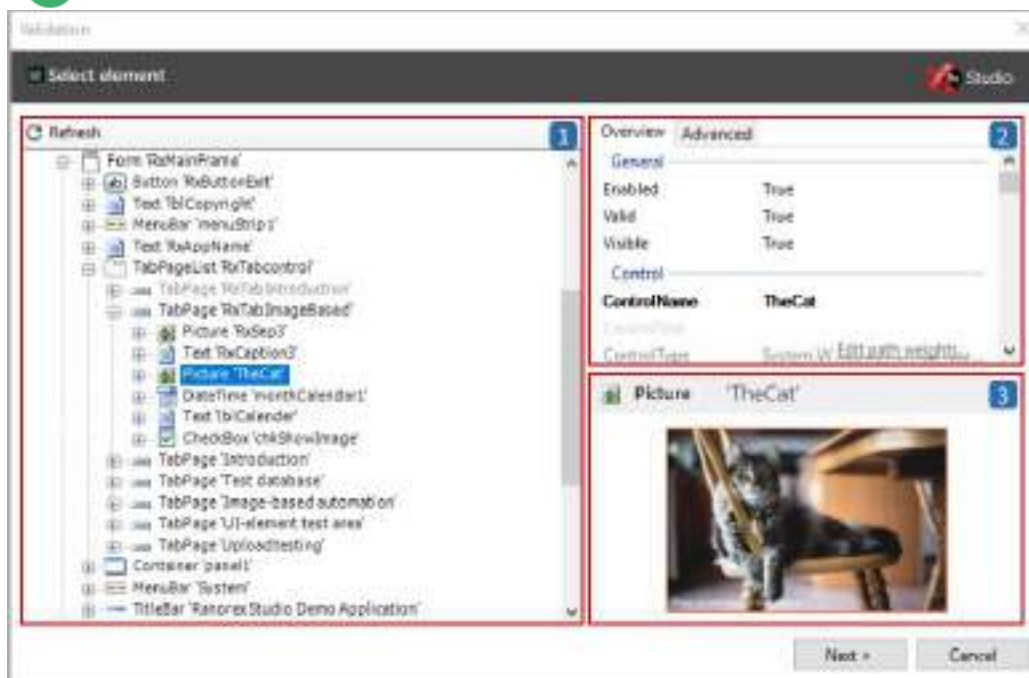 Validation
Select element
Studio
Refresh
1
Form 'RxMainFrame'
Button 'RxButtonExit'
Text 'lblCopyright'
MenuBar 'menuStrip1'
Text 'RxAppName'
TabPageList 'RxTabcontrol'
TabPage 'RxTabIntroduction'
TabPage 'RxTabImageBased'
Picture 'RxSep3'
Text 'RxCaption3'
Picture 'TheCat'
DateTime 'monthCalendar1'
Text 'lblCalender'
CheckBox 'chkShowImage'
TabPage 'Introduction'
TabPage 'Test database'
TabPage 'Image-based automation'
TabPage 'UI-element test area'
TabPage 'Uploadtesting'
Container 'panel1'
MenuBar 'System'
TitleBar 'Ranorex Studio Demo Application'
Overview Advanced
2
General
Enabled True
Valid True
Visible True
Control
ControlName TheCat
ControlType System.W Edit path weights...
Picture 'TheCat'
3
Next >
Cancel